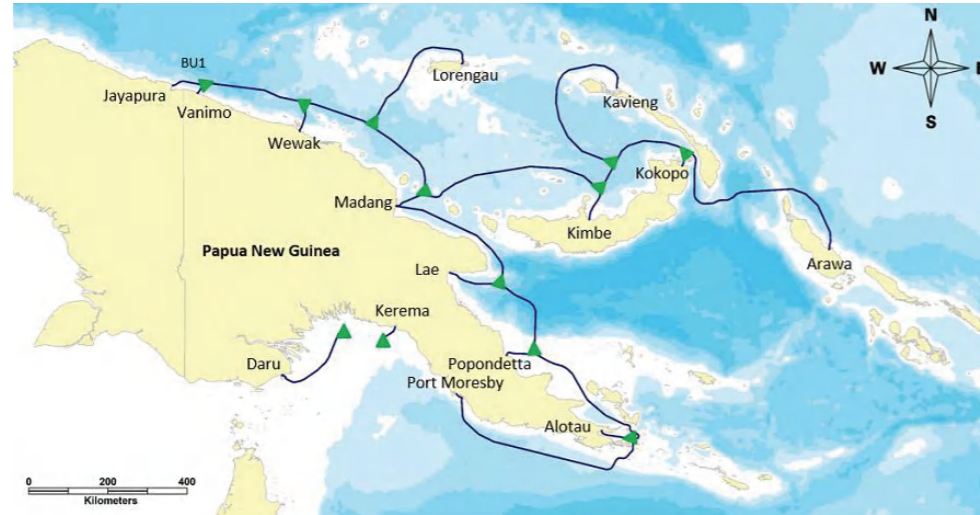 N
W
E
S
BU1
Jayapura
Vanimo
Wewak
Lorengau
Kavieng
Kokopo
Madang
Kimbe
Papua New Guinea
Lae
Arawa
Kerema
Daru
Popondetta
Port Moresby
Alotau
0 200 400
Kilometers